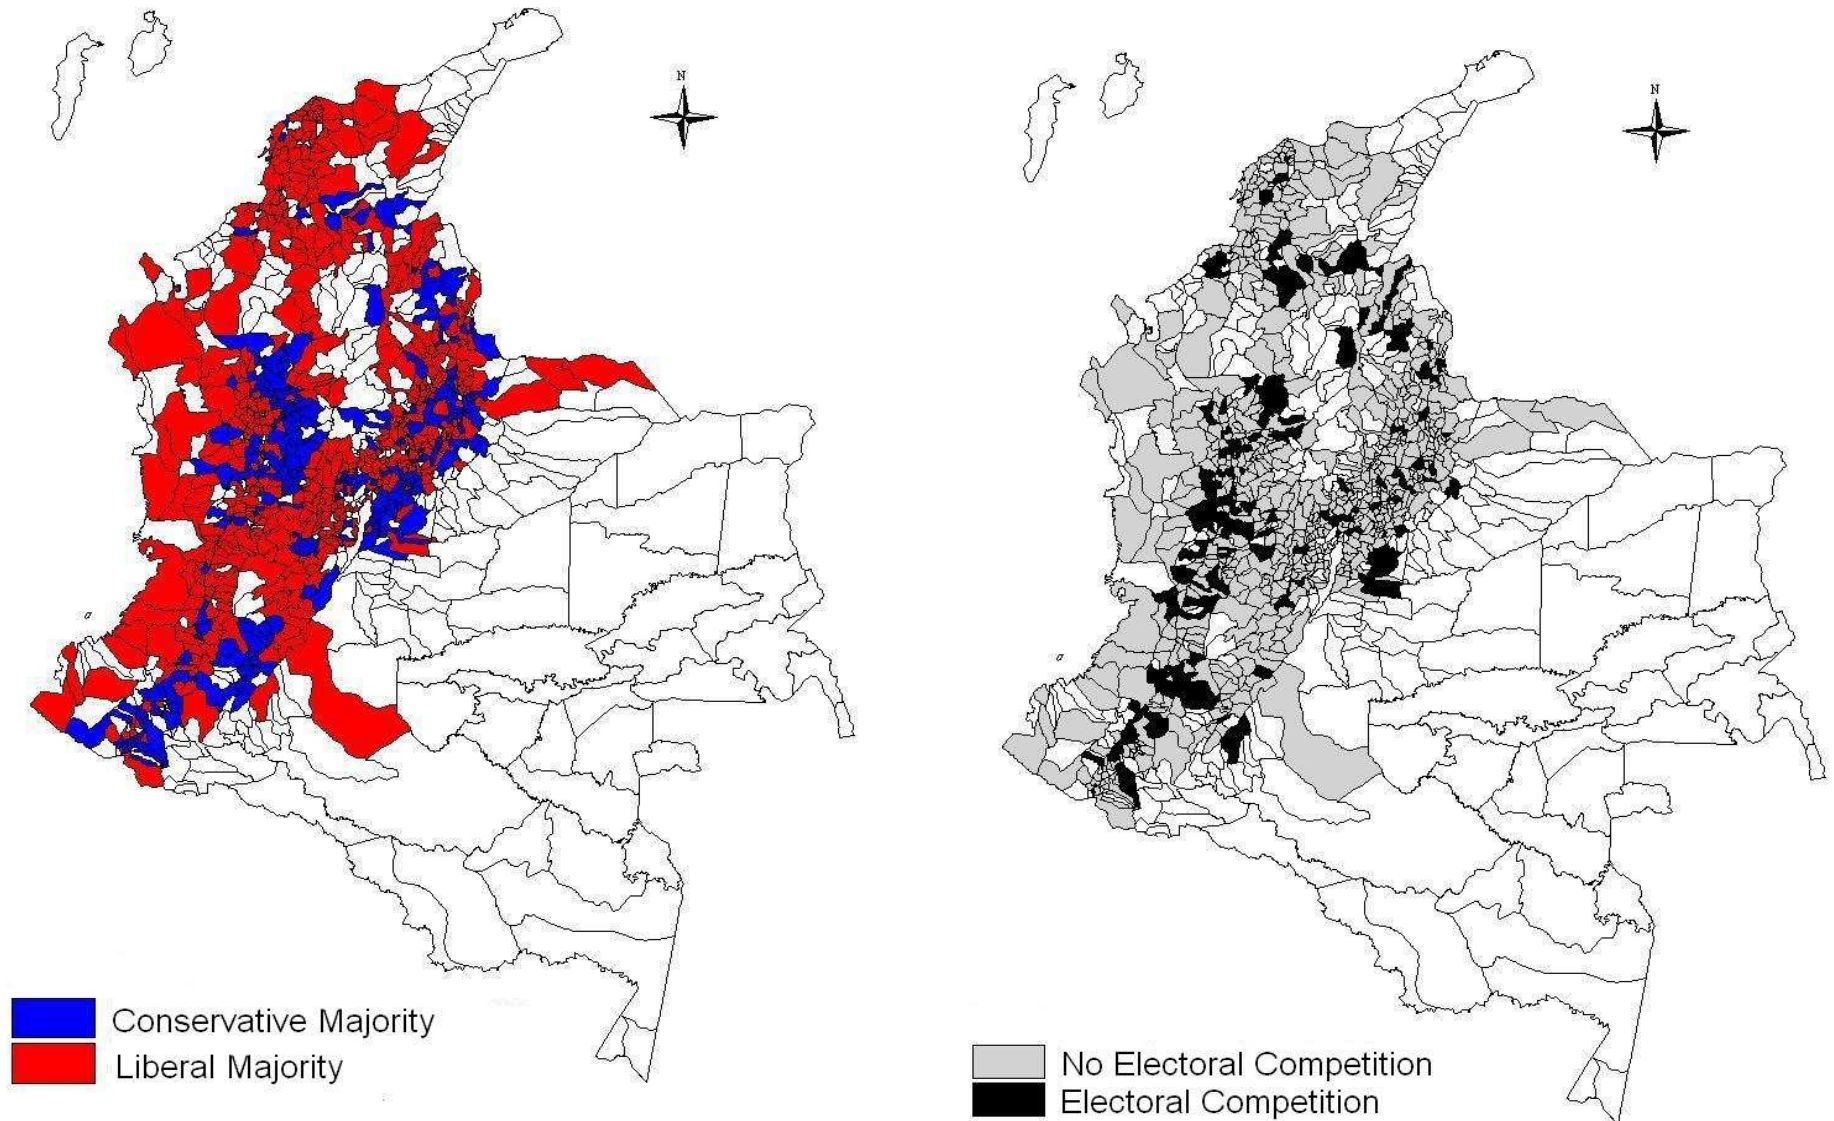 N
N
Conservative Majority
Liberal Majority
No Electoral Competition
Electoral Competition